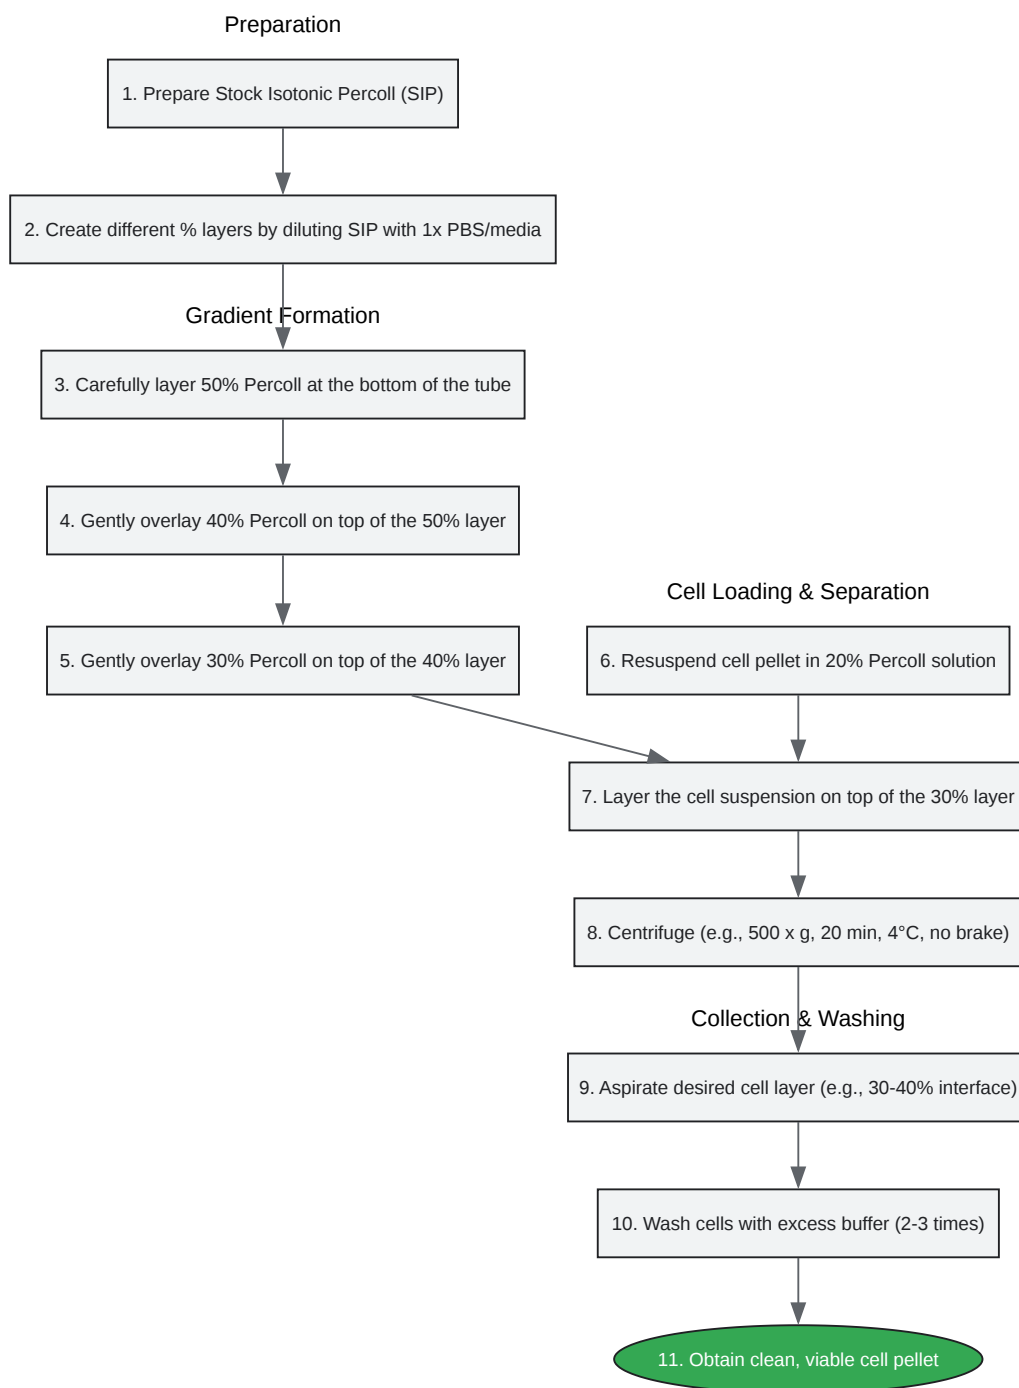 Preparation
1. Prepare Stock Isotonic Percoll (SIP)
2. Create different % layers by diluting SIP with 1x PBS/media
Gradient Formation
3. Carefully layer 50% Percoll at the bottom of the tube
4. Gently overlay 40% Percoll on top of the 50% layer
5. Gently overlay 30% Percoll on top of the 40% layer
Cell Loading & Separation
6. Resuspend cell pellet in 20% Percoll solution
7. Layer the cell suspension on top of the 30% layer
8. Centrifuge (e.g., 500 x g, 20 min, 4°C, no brake)
Collection & Washing
9. Aspirate desired cell layer (e.g., 30-40% interface)
10. Wash cells with excess buffer (2-3 times)
11. Obtain clean, viable cell pellet